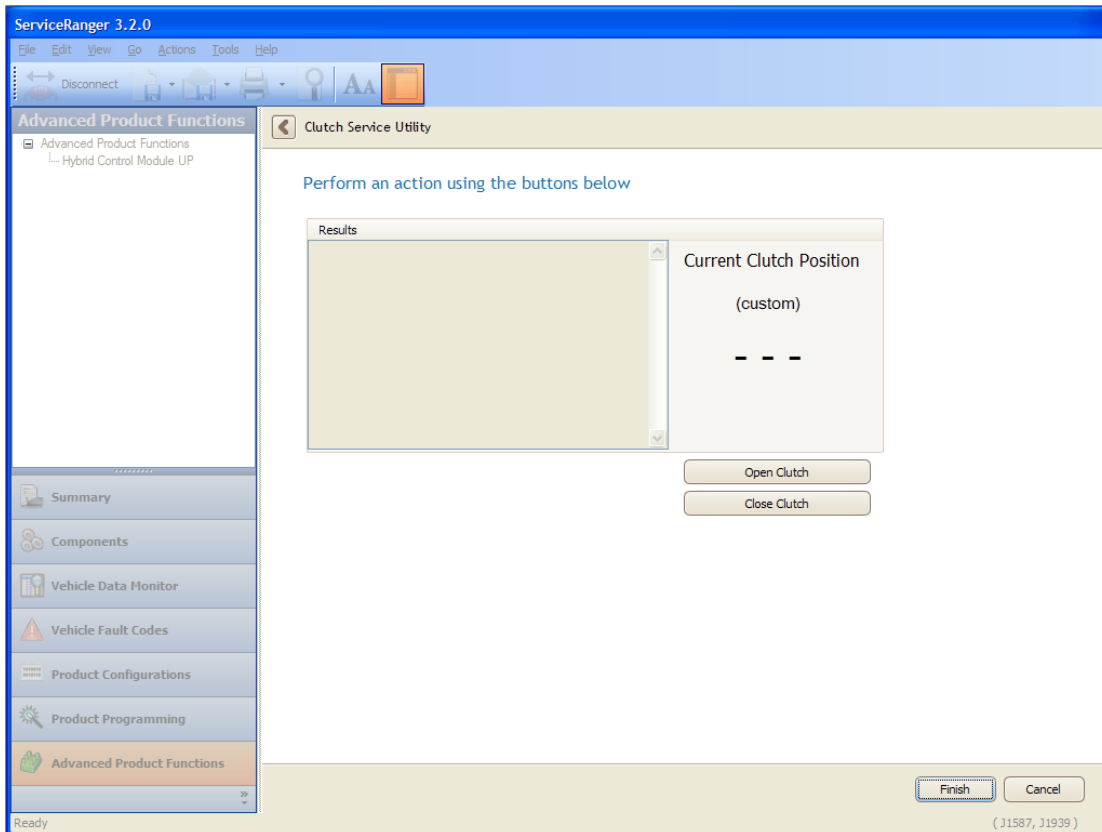 ServiceRanger 3.2.0
File Edit View Go Actions Tools Help
Disconnect
AA
Advanced Product Functions
Advanced Product Functions
Hybrid Control Module UP
Clutch Service Utility
Perform an action using the buttons below
Results
Current Clutch Position
(custom)
- - -
Open Clutch
Close Clutch
Summary
Components
Vehicle Data Monitor
Vehicle Fault Codes
Product Configurations
Product Programming
Advanced Product Functions
Finish Cancel
Ready (J1587, J1939)